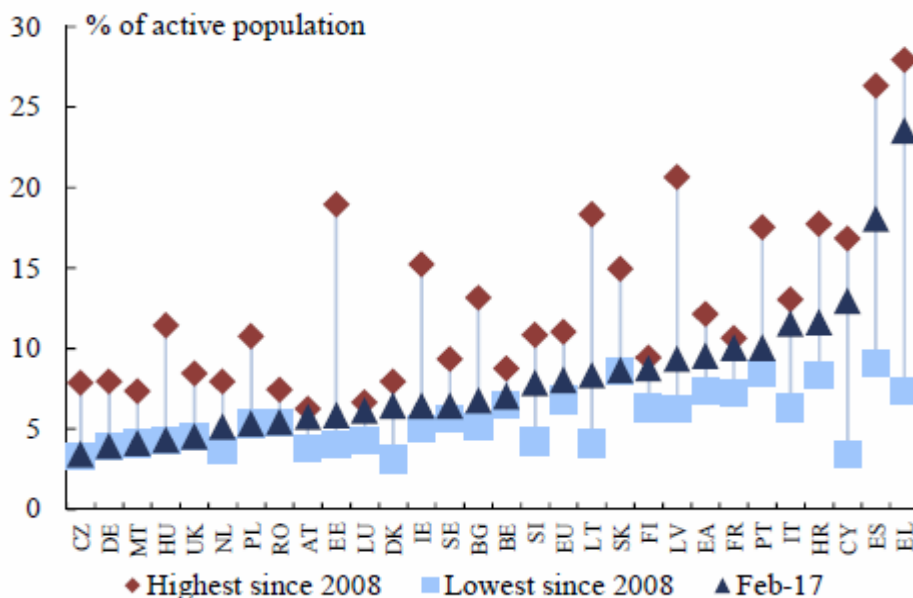 % of active population
30
25
20
15
10
5
0
CZ DE MT HU UK NL PL RO AT EE LU DK IE SE BG BE SI EU LT SK FI LV EA FR PT IT HR CY ES EL
Highest since 2008 Lowest since 2008 Feb-17